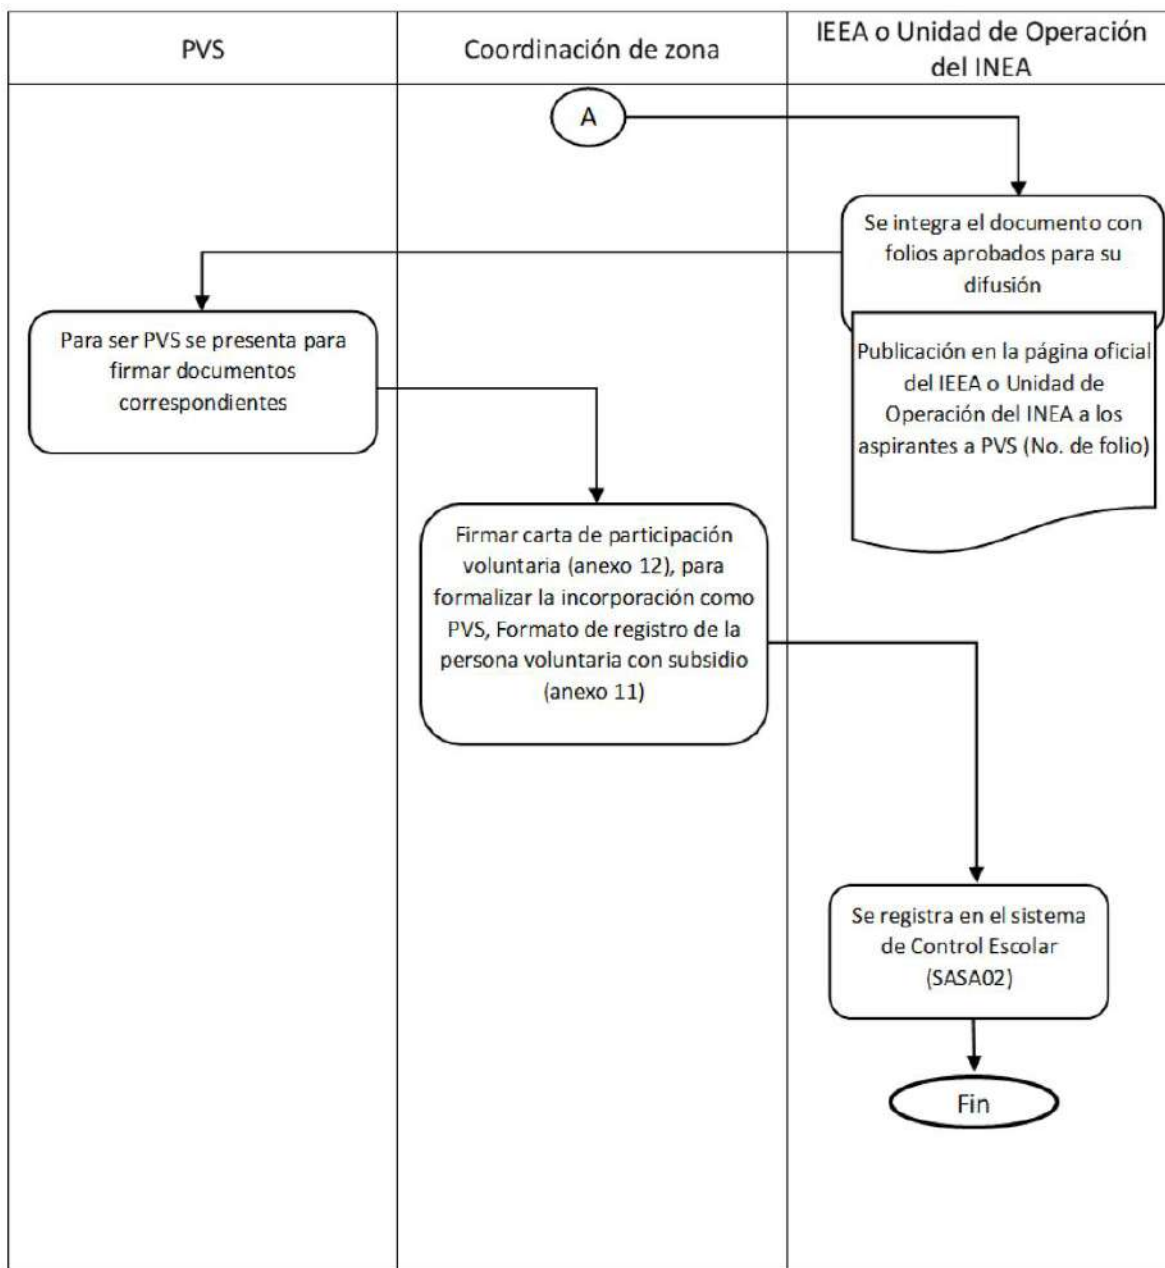 PVS
Coordinación de zona
IEEA o Unidad de Operación
del INEA
A
Se integra el documento con
folios aprobados para su
difusión
Publicación en la página oficial
del IEEA o Unidad de
Operación del INEA a los
aspirantes a PVS (No. de folio)
Para ser PVS se presenta para
firmar documentos
correspondientes
Firmar carta de participación
voluntaria (anexo 12), para
formalizar la incorporación como
PVS, Formato de registro de la
persona voluntaria con subsidio
(anexo 11)
Se registra en el sistema
de Control Escolar
(SASA02)
Fin